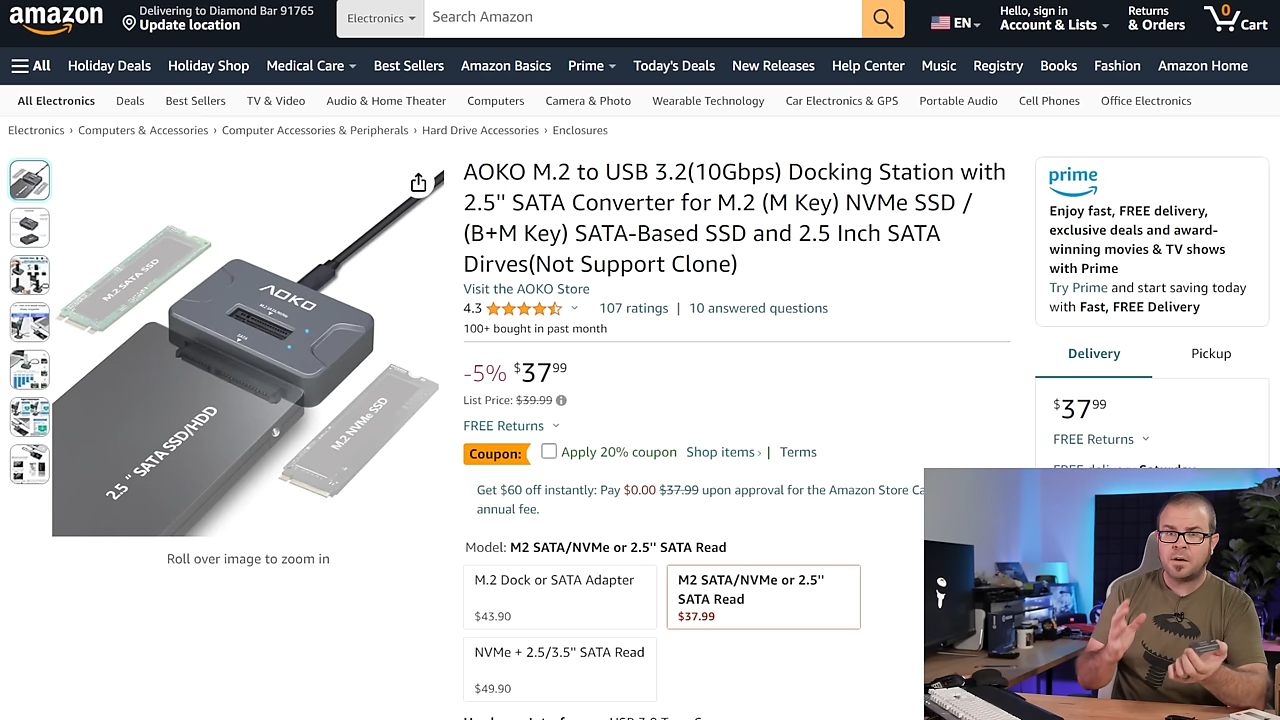 amazon
Delivering to Diamond Bar 91765
Update location
Electronics
Search Amazon
EN
Hello, sign in
Account & Lists
Returns
& Orders
0
Cart
All
Holiday Deals
Holiday Shop
Medical Care
Best Sellers
Amazon Basics
Prime
Today's Deals
New Releases
Help Center
Music
Registry
Books
Fashion
Amazon Home
All Electronics
Deals
Best Sellers
TV & Video
Audio & Home Theater
Computers
Camera & Photo
Wearable Technology
Car Electronics & GPS
Portable Audio
Cell Phones
Office Electronics
Electronics › Computers & Accessories › Computer Accessories & Peripherals › Hard Drive Accessories › Enclosures
M.2 SATA SSD
AOKO
M.2 NVMe
SATA
2.5" SATA SSD/HDD
M.2 NVMe SSD
Roll over image to zoom in
AOKO M.2 to USB 3.2(10Gbps) Docking Station with
2.5" SATA Converter for M.2 (M Key) NVMe SSD /
(B+M Key) SATA-Based SSD and 2.5 Inch SATA
Dirves(Not Support Clone)
Visit the AOKO Store
4.3
107 ratings | 10 answered questions
100+ bought in past month
-5% $3799
List Price: $39.99
FREE Returns
Coupon: Apply 20% coupon Shop items › | Terms
Get $60 off instantly: Pay $0.00 $37.99 upon approval for the Amazon Store Ca
annual fee.
Model: M2 SATA/NVMe or 2.5'' SATA Read
M.2 Dock or SATA Adapter
$43.90
M2 SATA/NVMe or 2.5''
SATA Read
$37.99
NVMe + 2.5/3.5'' SATA Read
$49.90
prime
Enjoy fast, FREE delivery,
exclusive deals and award-
winning movies & TV shows
with Prime
Try Prime and start saving today
with Fast, FREE Delivery
Delivery
Pickup
$3799
FREE Returns